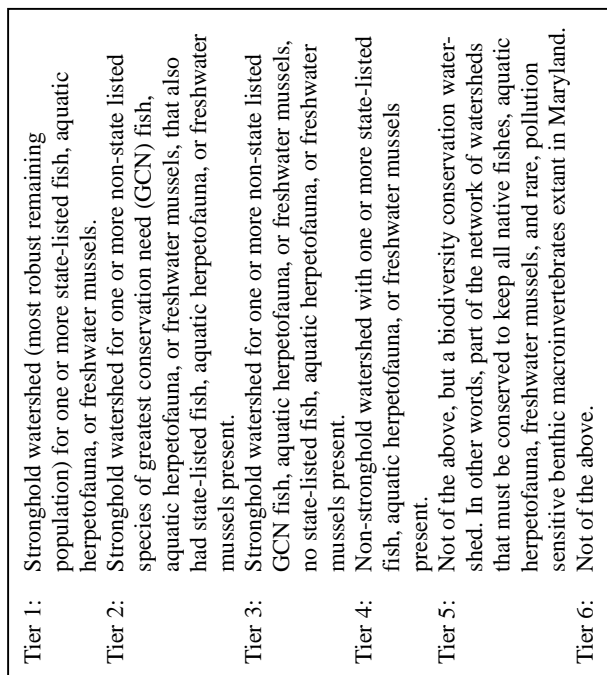 Tier 1: Stronghold watershed (most robust remaining
population) for one or more state-listed fish, aquatic
herpetofauna, or freshwater mussels.
Tier 2: Stronghold watershed for one or more non-state listed
species of greatest conservation need (GCN) fish,
aquatic herpetofauna, or freshwater mussels, that also
had state-listed fish, aquatic herpetofauna, or freshwater
mussels present.
Tier 3: Stronghold watershed for one or more non-state listed
GCN fish, aquatic herpetofauna, or freshwater mussels,
no state-listed fish, aquatic herpetofauna, or freshwater
mussels present.
Tier 4: Non-stronghold watershed with one or more state-listed
fish, aquatic herpetofauna, or freshwater mussels
present.
Tier 5: Not of the above, but a biodiversity conservation water-
shed. In other words, part of the network of watersheds
that must be conserved to keep all native fishes, aquatic
herpetofauna, freshwater mussels, and rare, pollution
sensitive benthic macroinvertebrates extant in Maryland.
Tier 6: Not of the above.